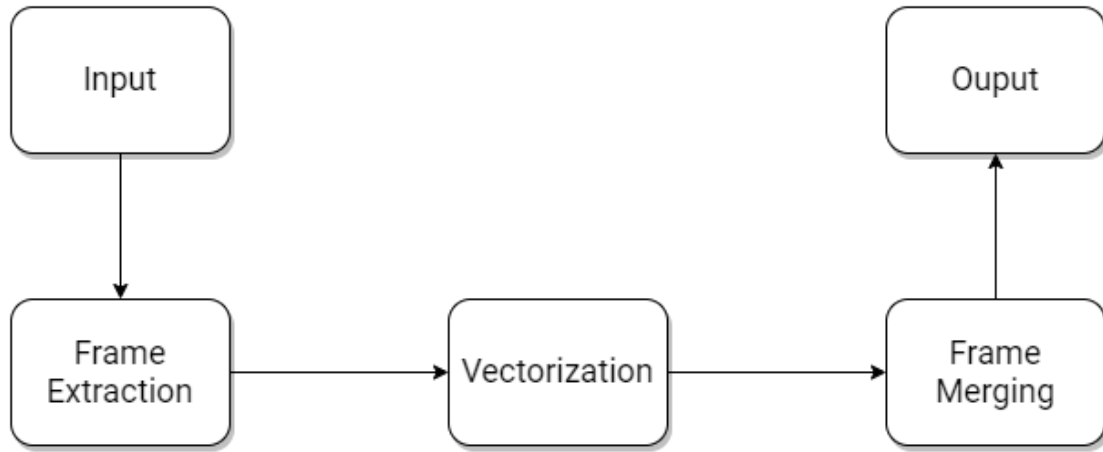 Input
Ouput
Frame
Extraction
Vectorization
Frame
Merging